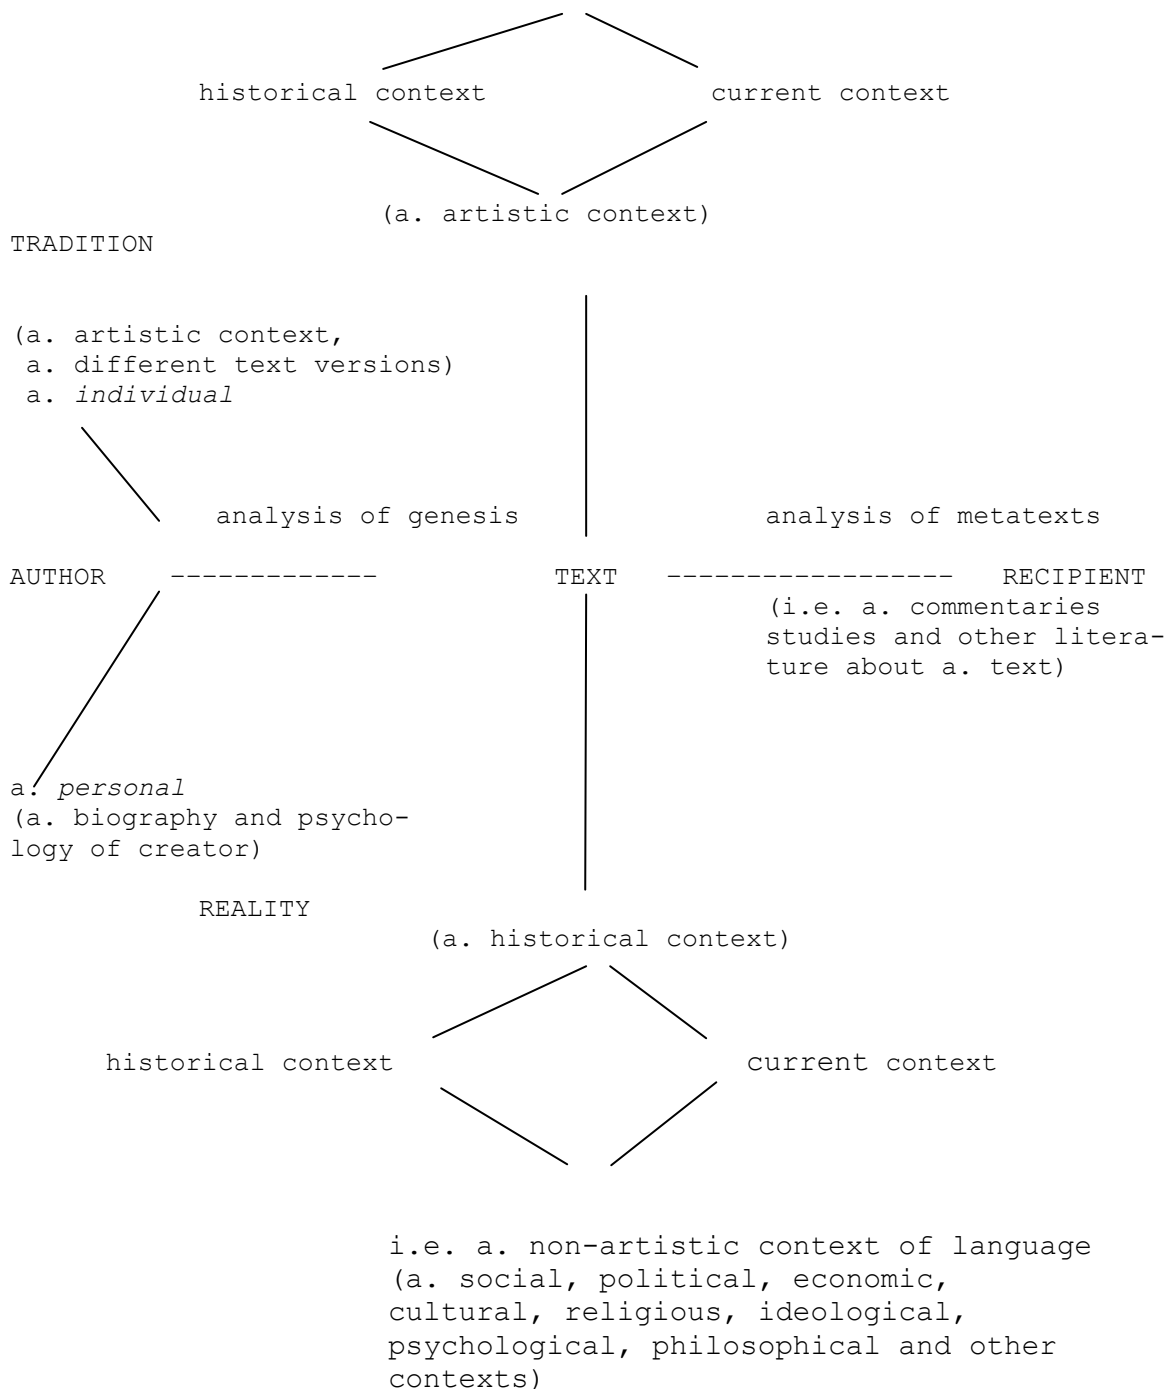 historical context current context
(a. artistic context)
TRADITION
(a. artistic context,
a. different text versions)
a. individual
analysis of genesis analysis of metatexts
AUTHOR ------------- TEXT ------------------ RECIPIENT
(i.e. a. commentaries
studies and other litera-
ture about a. text)
a. personal
(a. biography and psycho-
logy of creator)
REALITY
(a. historical context)
historical context current context
i.e. a. non-artistic context of language
(a. social, political, economic,
cultural, religious, ideological,
psychological, philosophical and other
contexts)